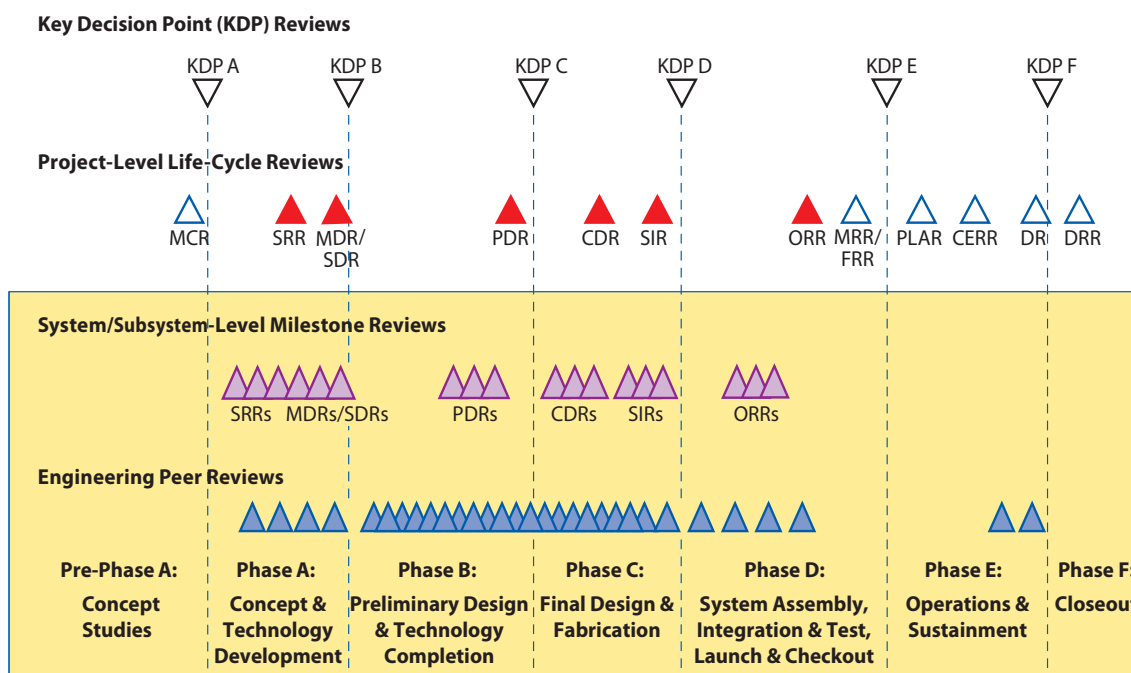 Key Decision Point (KDP) Reviews
KDP A KDP B KDP C KDP D KDP E KDP F
Project-Level Life-Cycle Reviews
MCR SRR MDR/ PDR CDR SIR ORR MRR/ PLAR CERR DR DRR
SDR FRR
System/Subsystem-Level Milestone Reviews
SRRs MDRs/SDRs PDRs CDRs SIRs ORRs
Engineering Peer Reviews
Pre-Phase A: Phase A: Phase B: Phase C: Phase D: Phase E: Phase F:
Concept Concept & Preliminary Design Final Design & System Assembly, Operations & Closeout
Studies Technology & Technology Fabrication Integration & Test, Sustainment
Development Completion Launch & Checkout